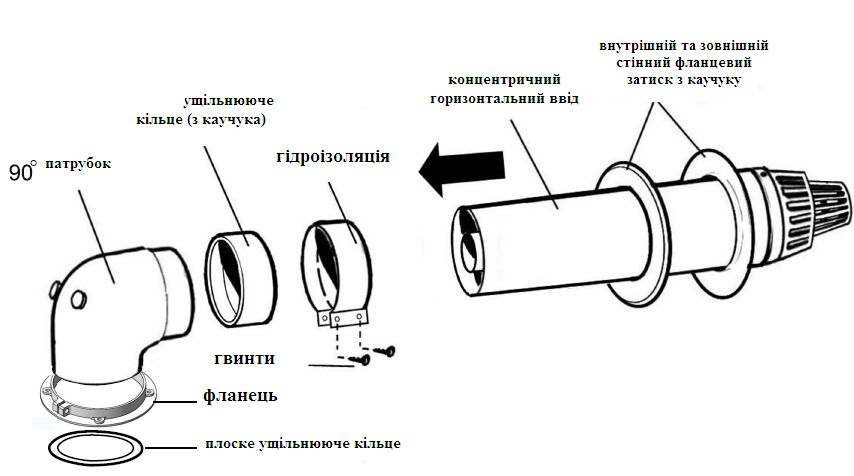 внутрішній та зовнішній
стінний фланцевий
затиск з каучуку
концентричний
горизонтальний ввід
ущільнююче
кільце (з каучука)
гідроізоляція
90° патрубок
гвинти
фланець
плоске ущільнююче кільце